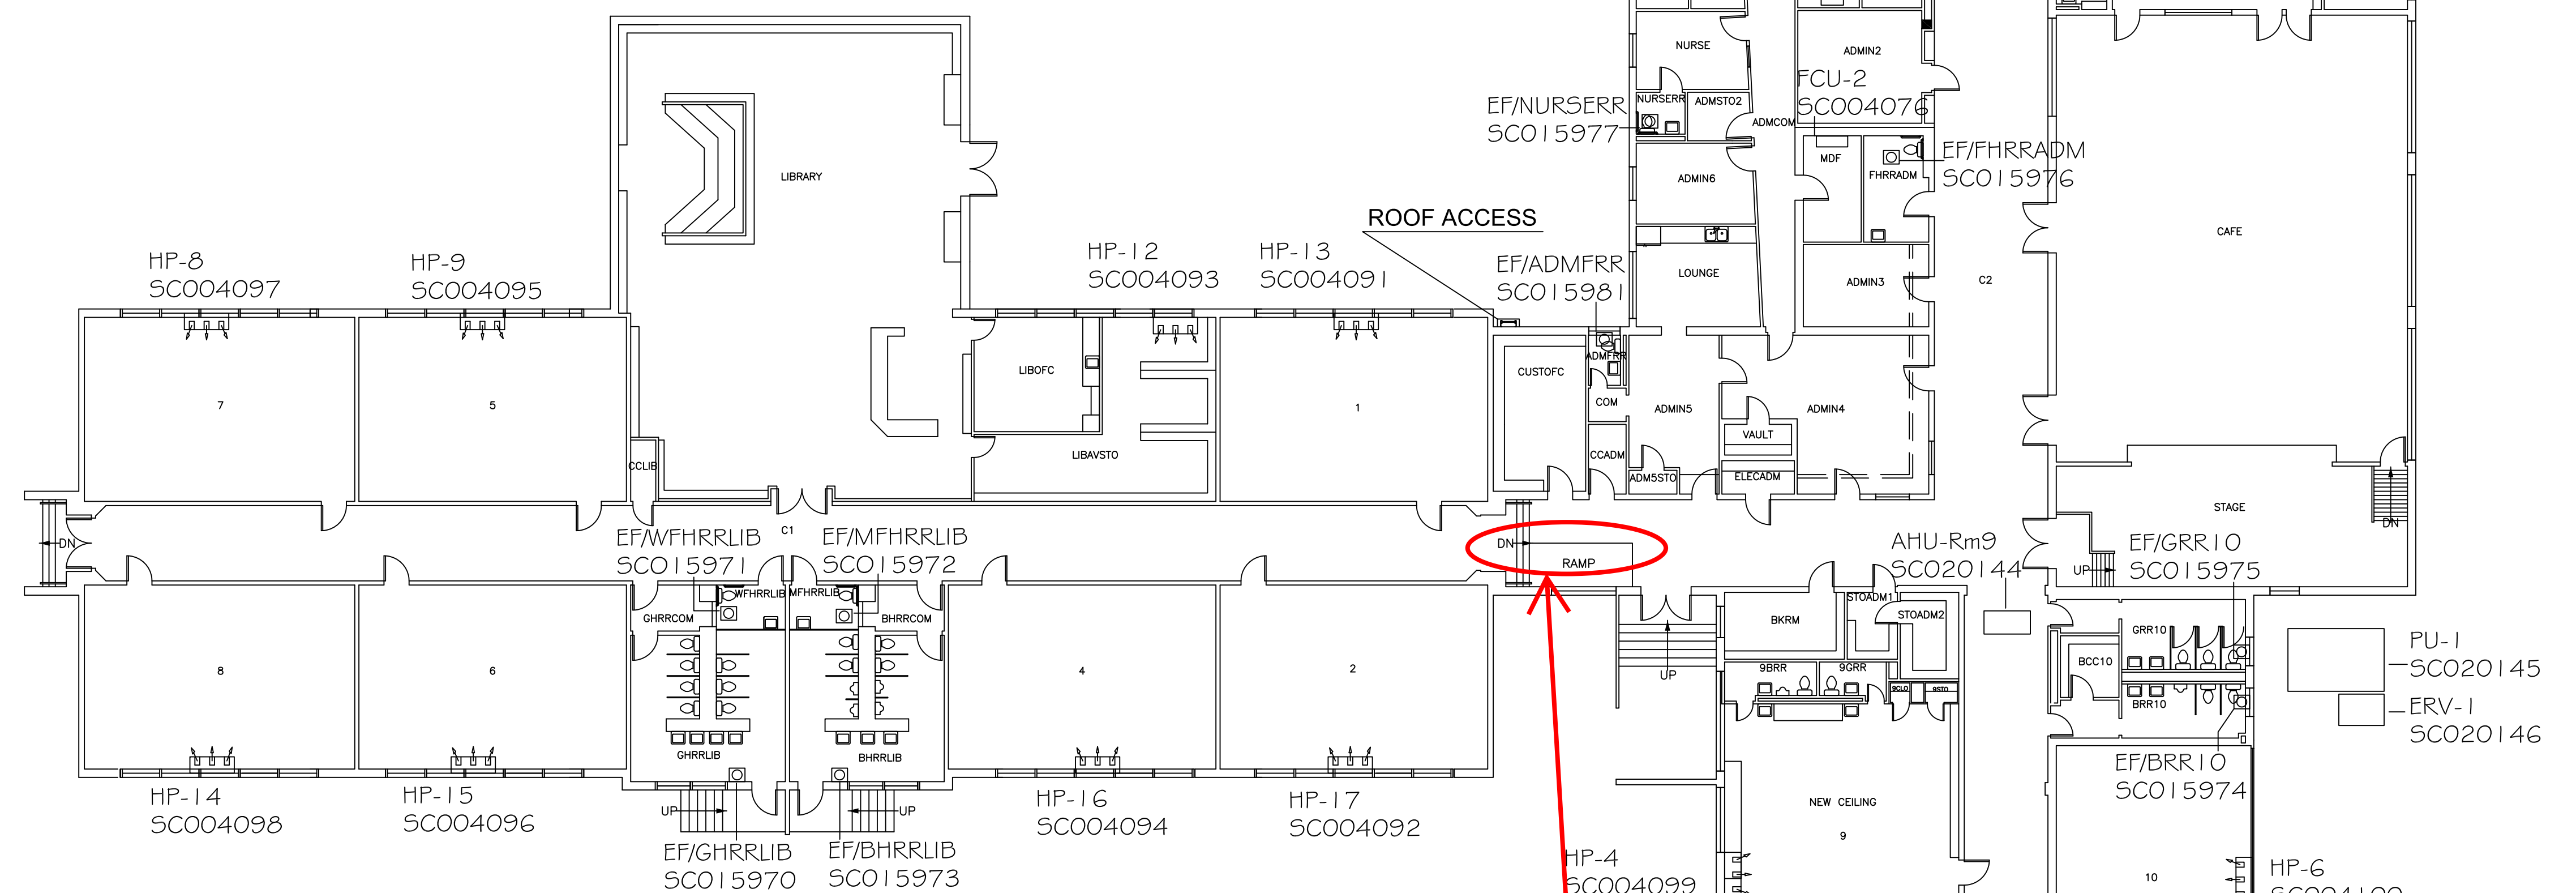 NURSE
ADMIN2
FCU-2
SC004076
EF/NURSERR
SC015977
NURSERR
ADMSTO2
ADMCOM
MDF
FHRRADM
EF/FHRRADM
SC015976
ADMIN6
LIBRARY
ROOF ACCESS
CAFE
HP-8
SC004097
HP-9
SC004095
HP-12
SC004093
HP-13
SC004091
EF/ADMFRR
SC015981
LOUNGE
ADMIN3
C2
7
5
LIBOFC
1
CUSTOFC
ADMFRR
COM
ADMIN5
ADMIN4
VAULT
CCLIB
LIBAVSTO
CCADM
ADM5STO
ELECADM
STAGE
DN
DN
C1
EF/WFHRRLIB
SC015971
EF/MFHRRLIB
SC015972
DN
RAMP
AHU-Rm9
SC020144
UP
EF/GRR10
SC015975
WFHRRLIB
MFHRRLIB
GHRRCOM
BHRRCOM
BKRM
STOADM1
STOADM2
GRR10
BCC10
BRR10
PU-1
SC020145
ERV-1
SC020146
8
6
4
2
UP
9BRR
9GRR
9CLO
9STO
GHRRLIB
BHRRLIB
EF/BRR10
SC015974
HP-14
SC004098
HP-15
SC004096
UP
UP
HP-16
SC004094
HP-17
SC004092
NEW CEILING
9
EF/GHRRLIB
SC015970
EF/BHRRLIB
SC015973
HP-4
SC004099
10
HP-6